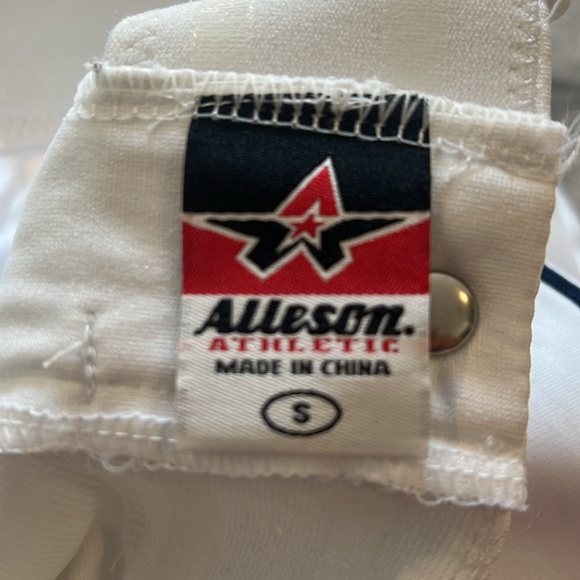 Alleson.
ATHLETIC
MADE IN CHINA
S